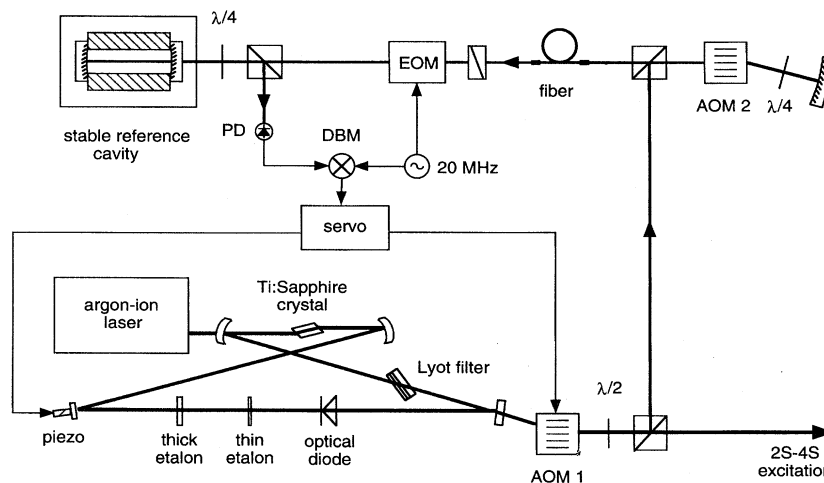 λ/4
EOM
fiber
AOM 2
λ/4
stable reference
cavity
PD
DBM
20 MHz
servo
argon-ion
laser
Ti:Sapphire
crystal
Lyot filter
λ/2
piezo
thick
etalon
thin
etalon
optical
diode
AOM 1
2S-4S
excitation